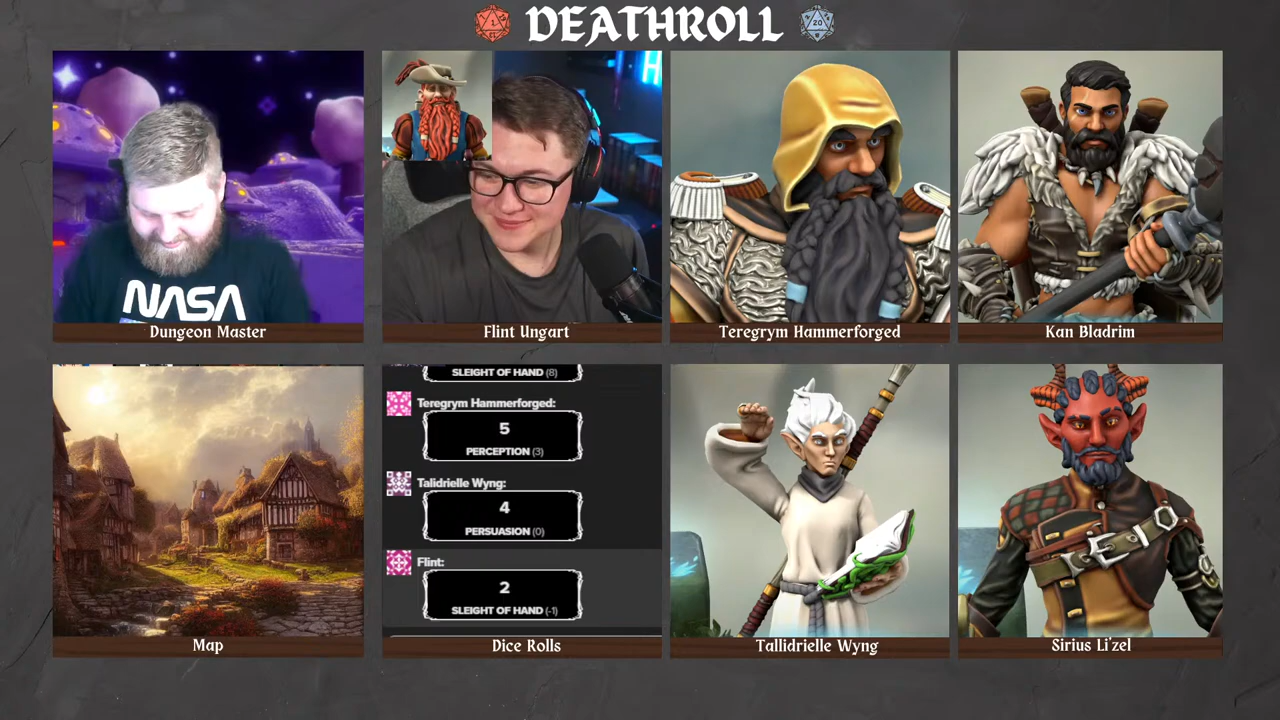 1 DEATHROLL 20
NASA
H
Dungeon Master
Flint Ungart
Teregrym Hammerforged
Kan Bladrim
SLEIGHT OF HAND (8)
Teregrym Hammerforged:
5
PERCEPTION (3)
Talidrielle Wyng:
4
PERSUASION (0)
Flint:
2
SLEIGHT OF HAND (-1)
Map
Dice Rolls
Tallidrielle Wyng
Sirius Li'zel